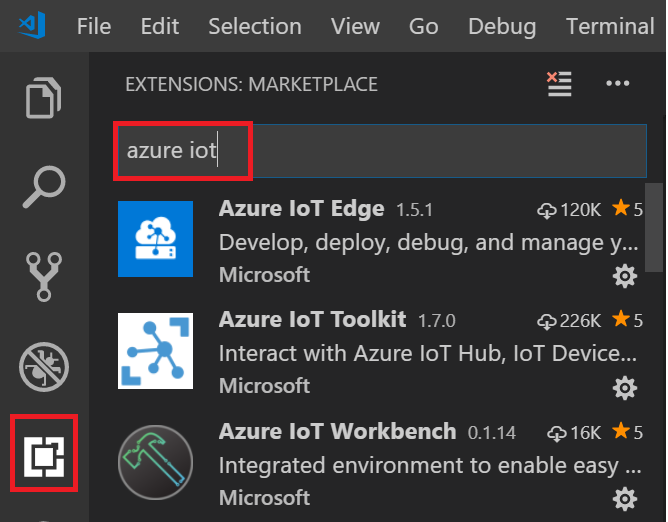 File Edit Selection View Go Debug Terminal
EXTENSIONS: MARKETPLACE
azure iot
Azure IoT Edge 1.5.1 120K 5
Develop, deploy, debug, and manage y...
Microsoft
Azure IoT Toolkit 1.7.0 226K 5
Interact with Azure IoT Hub, IoT Device...
Microsoft
Azure IoT Workbench 0.1.14 16K 5
Integrated environment to enable easy ...
Microsoft